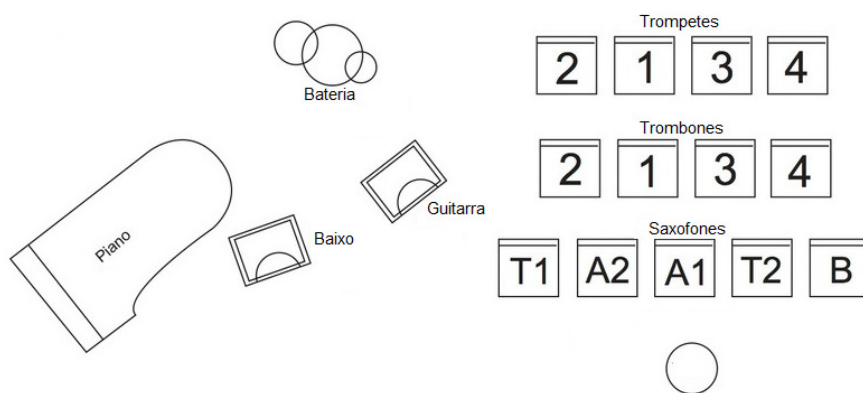 Trompetes
2 1 3 4
Bateria
Trombones
2 1 3 4
Guitarra
Piano
Baixo
Saxofones
T1 A2 A1 T2 B